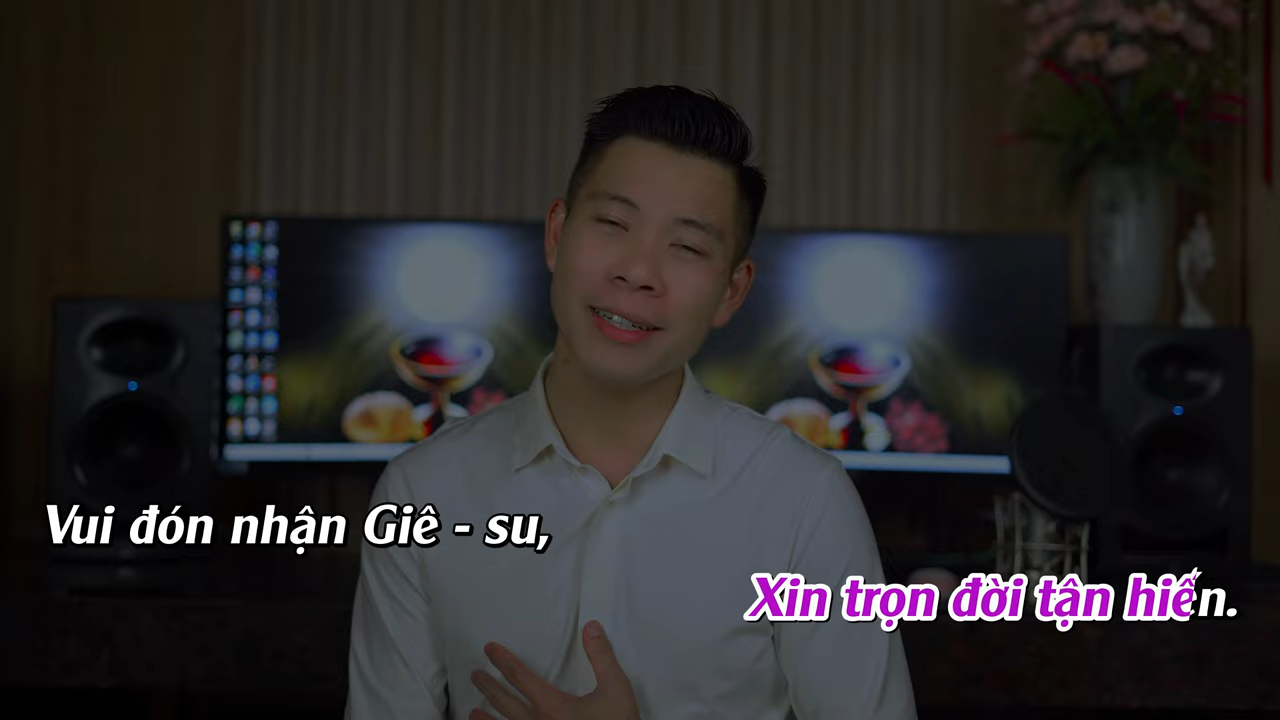 Vui đón nhận Giê - su,
Xin trọn đời tận hiến.